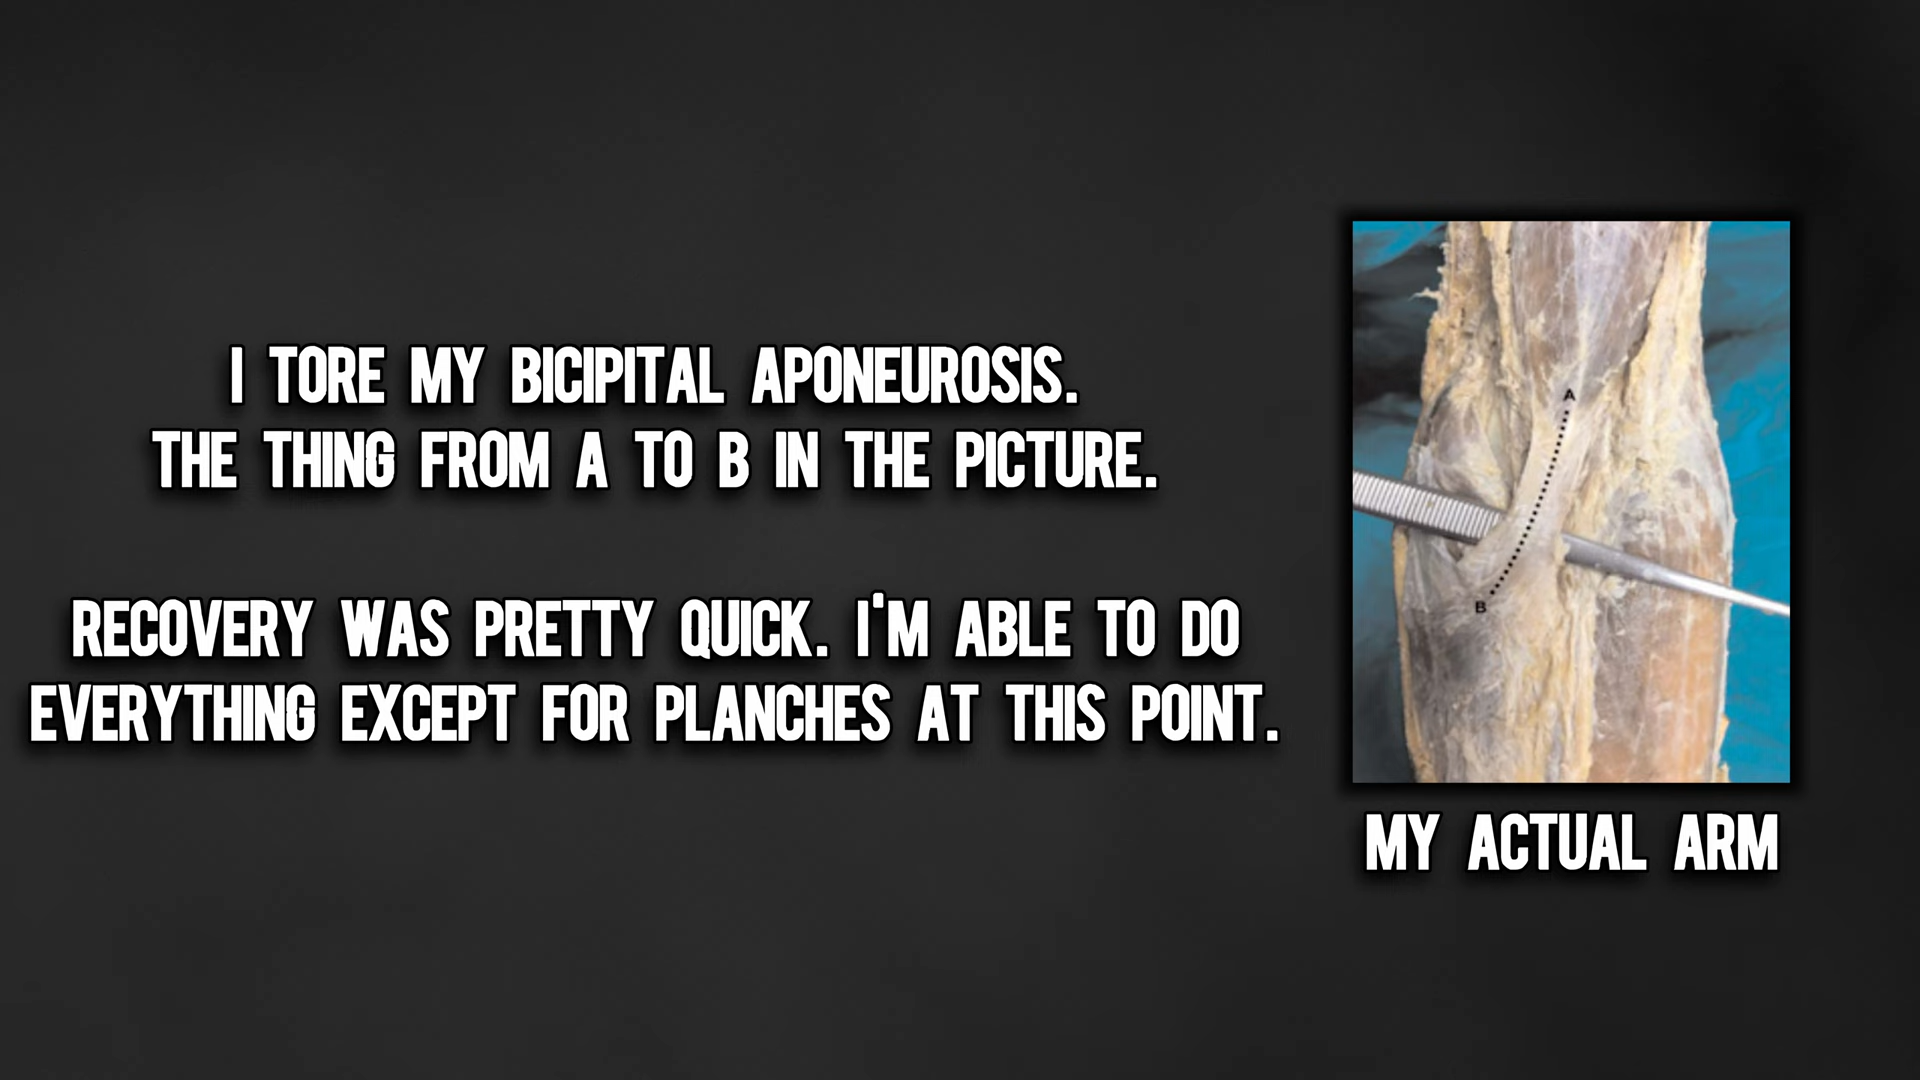 I TORE MY BICIPITAL APONEUROSIS.
THE THING FROM A TO B IN THE PICTURE.
RECOVERY WAS PRETTY QUICK. I'M ABLE TO DO
EVERYTHING EXCEPT FOR PLANCHES AT THIS POINT.
A
B
MY ACTUAL ARM